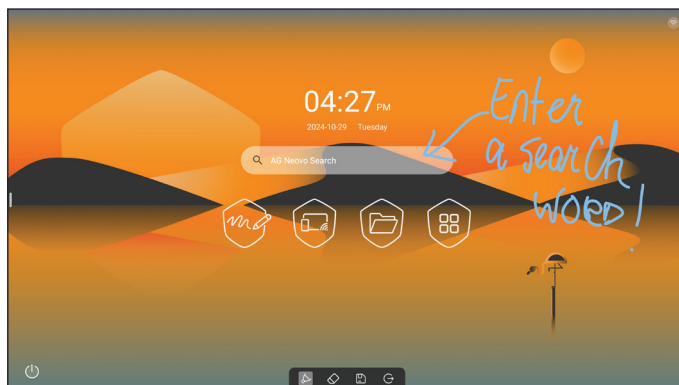 04:27PM
2024-10-29 Tuesday
AG Neovo Search
Enter
a search
WORD!